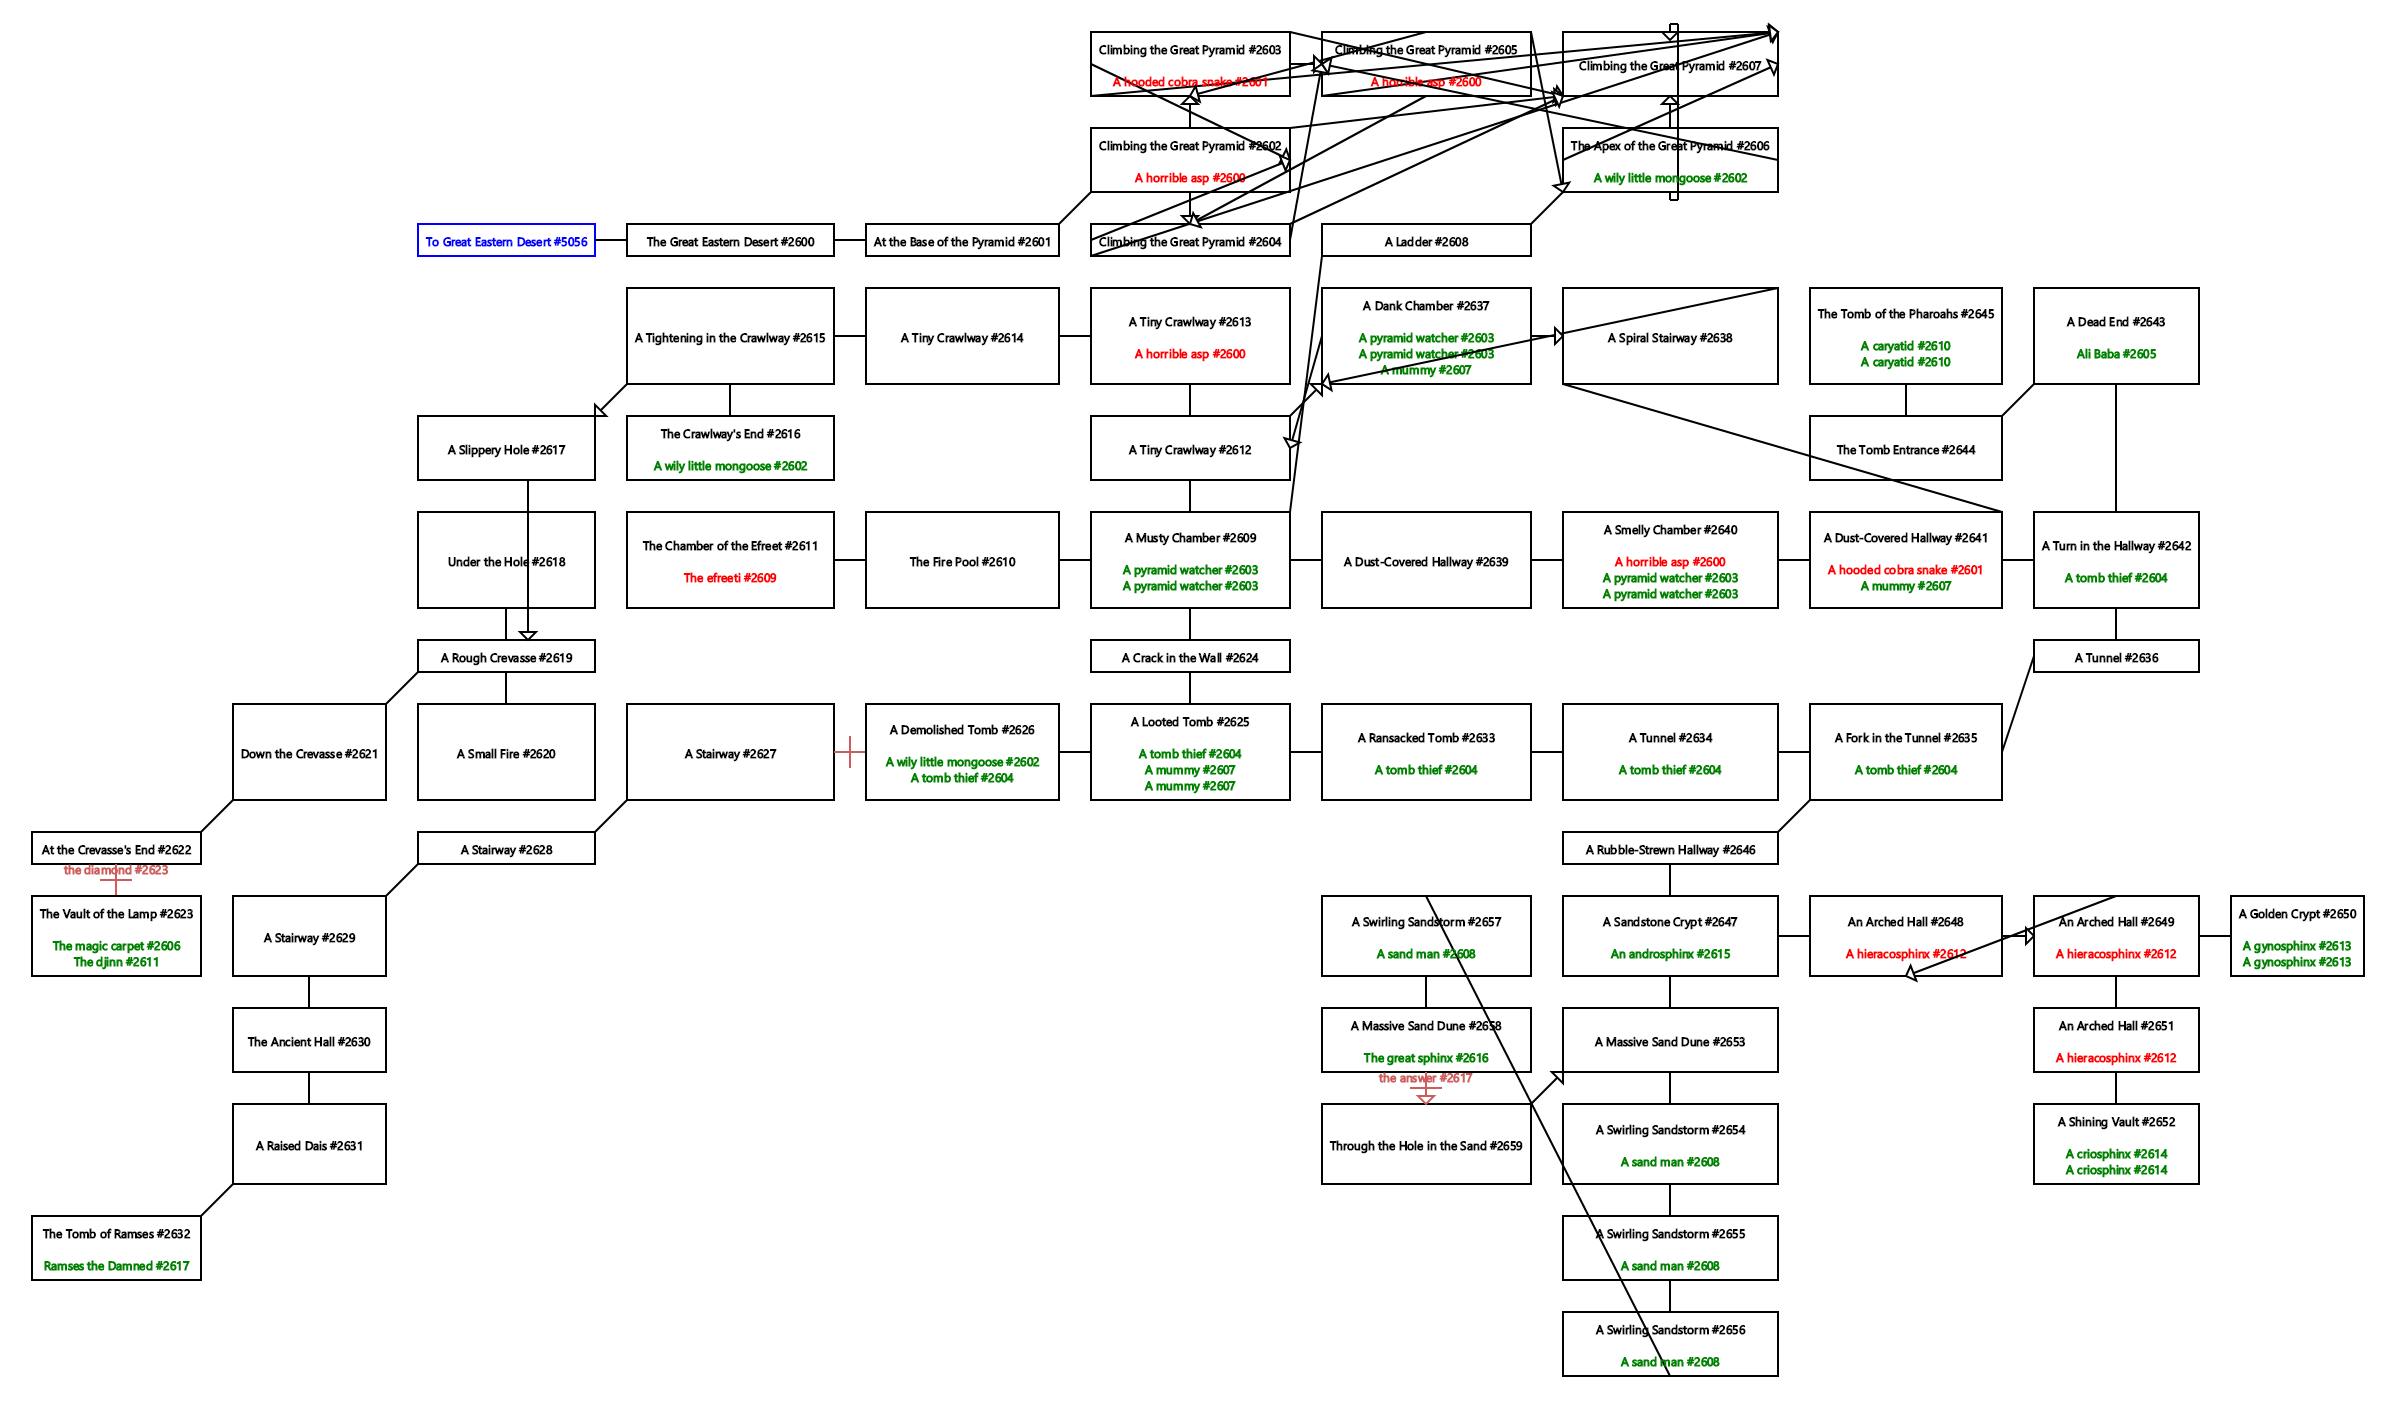 Climbing the Great Pyramid #2603
A hooded cobra snake #2601
Climbing the Great Pyramid #2605
A horrible asp #2600
Climbing the Great Pyramid #2607
Climbing the Great Pyramid #2602
A horrible asp #2600
The Apex of the Great Pyramid #2606
A wily little mongoose #2602
To Great Eastern Desert #5056
The Great Eastern Desert #2600
At the Base of the Pyramid #2601
Climbing the Great Pyramid #2604
A Ladder #2608
A Tightening in the Crawlway #2615
A Tiny Crawlway #2614
A Tiny Crawlway #2613
A horrible asp #2600
A Dank Chamber #2637
A pyramid watcher #2603
A pyramid watcher #2603
A mummy #2607
A Spiral Stairway #2638
The Tomb of the Pharoahs #2645
A caryatid #2610
A caryatid #2610
A Dead End #2643
Ali Baba #2605
A Slippery Hole #2617
The Crawlway's End #2616
A wily little mongoose #2602
A Tiny Crawlway #2612
The Tomb Entrance #2644
Under the Hole #2618
The Chamber of the Efreet #2611
The efreeti #2609
The Fire Pool #2610
A Musty Chamber #2609
A pyramid watcher #2603
A pyramid watcher #2603
A Dust-Covered Hallway #2639
A Smelly Chamber #2640
A horrible asp #2600
A pyramid watcher #2603
A pyramid watcher #2603
A Dust-Covered Hallway #2641
A hooded cobra snake #2601
A mummy #2607
A Turn in the Hallway #2642
A tomb thief #2604
A Rough Crevasse #2619
A Crack in the Wall #2624
A Tunnel #2636
Down the Crevasse #2621
A Small Fire #2620
A Stairway #2627
A Demolished Tomb #2626
A wily little mongoose #2602
A tomb thief #2604
A Looted Tomb #2625
A tomb thief #2604
A mummy #2607
A mummy #2607
A Ransacked Tomb #2633
A tomb thief #2604
A Tunnel #2634
A tomb thief #2604
A Fork in the Tunnel #2635
A tomb thief #2604
At the Crevasse's End #2622
the diamond #2623
A Stairway #2628
A Rubble-Strewn Hallway #2646
The Vault of the Lamp #2623
The magic carpet #2606
The djinn #2611
A Stairway #2629
A Swirling Sandstorm #2657
A sand man #2608
A Sandstone Crypt #2647
An androsphinx #2615
An Arched Hall #2648
A hieracosphinx #2612
An Arched Hall #2649
A hieracosphinx #2612
A Golden Crypt #2650
A gynosphinx #2613
A gynosphinx #2613
The Ancient Hall #2630
A Massive Sand Dune #2658
The great sphinx #2616
the answer #2617
A Massive Sand Dune #2653
An Arched Hall #2651
A hieracosphinx #2612
A Raised Dais #2631
Through the Hole in the Sand #2659
A Swirling Sandstorm #2654
A sand man #2608
A Shining Vault #2652
A criosphinx #2614
A criosphinx #2614
The Tomb of Ramses #2632
Ramses the Damned #2617
A Swirling Sandstorm #2655
A sand man #2608
A Swirling Sandstorm #2656
A sand man #2608